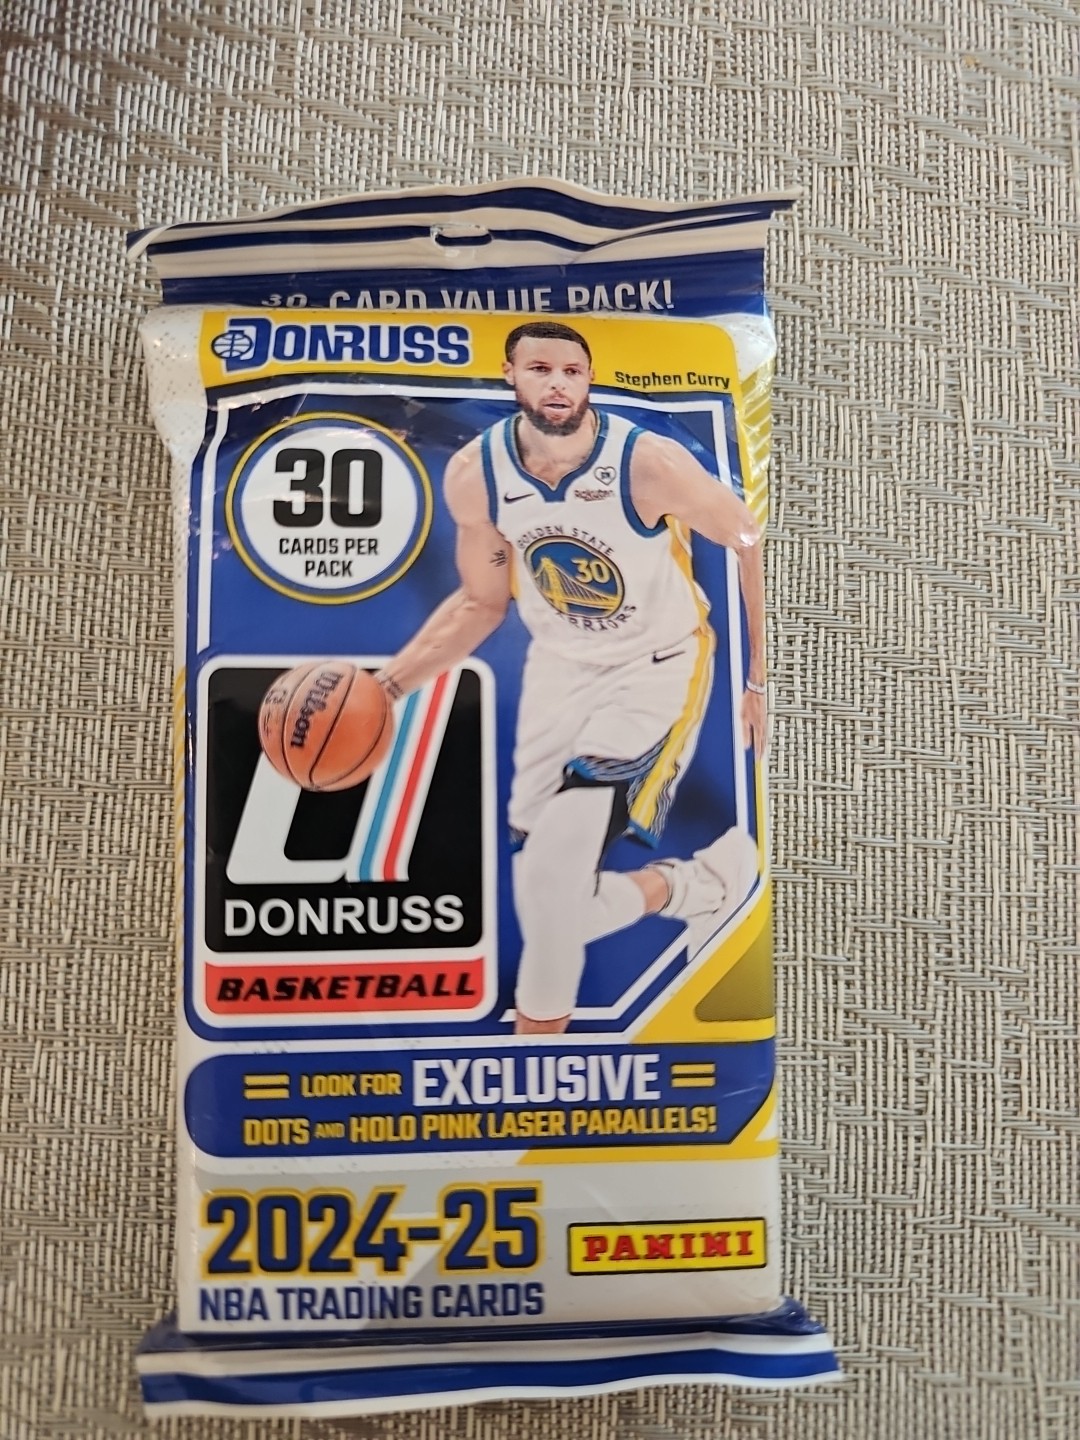 30 CARD VALUE PACK!
DONRUSS
Stephen Curry
30
CARDS PER
PACK
Rakuten
GOLDEN STATE
30
WARRIORS
Wilson
DONRUSS
BASKETBALL
LOOK FOR EXCLUSIVE
DOTS AND HOLO PINK LASER PARALLELS!
2024-25
PANINI
NBA TRADING CARDS